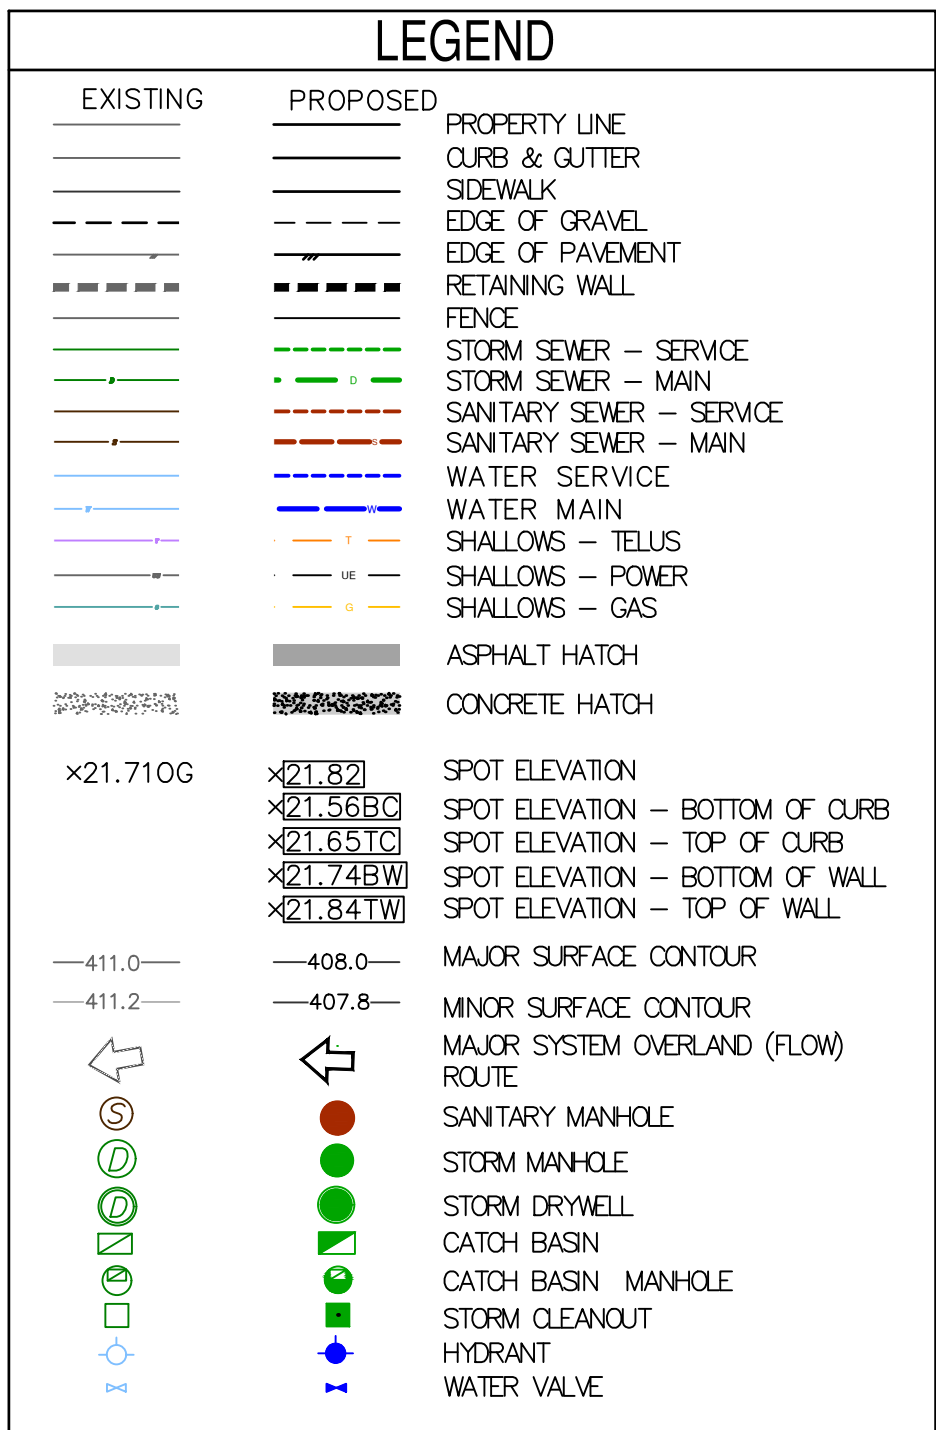 LEGEND
EXISTING PROPOSED
PROPERTY LINE
CURB & GUTTER
SIDEWALK
EDGE OF GRAVEL
EDGE OF PAVEMENT
RETAINING WALL
FENCE
STORM SEWER — SERVICE
D STORM SEWER — MAIN
SANITARY SEWER — SERVICE
S SANITARY SEWER — MAIN
WATER SERVICE
W WATER MAIN
T SHALLOWS — TELUS
UE SHALLOWS — POWER
G SHALLOWS — GAS
ASPHALT HATCH
CONCRETE HATCH
×21.71OG ×21.82 SPOT ELEVATION
×21.56BC SPOT ELEVATION — BOTTOM OF CURB
×21.65TC SPOT ELEVATION — TOP OF CURB
×21.74BW SPOT ELEVATION — BOTTOM OF WALL
×21.84TW SPOT ELEVATION — TOP OF WALL
411.0 408.0 MAJOR SURFACE CONTOUR
411.2 407.8 MINOR SURFACE CONTOUR
MAJOR SYSTEM OVERLAND (FLOW)
ROUTE
S SANITARY MANHOLE
D STORM MANHOLE
D STORM DRYWELL
CATCH BASIN
CATCH BASIN MANHOLE
STORM CLEANOUT
HYDRANT
WATER VALVE